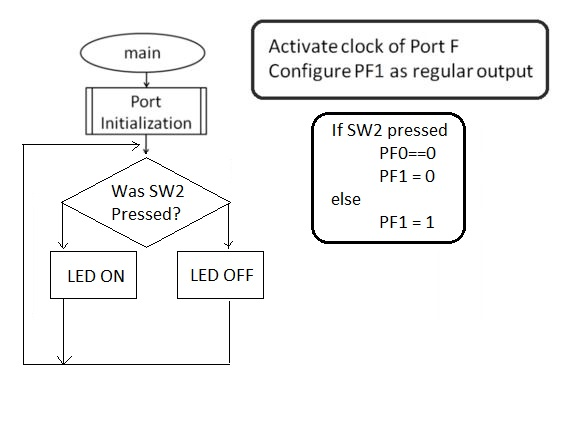 main
Port
Initialization
Was SW2
Pressed?
LED ON
LED OFF
Activate clock of Port F
Configure PF1 as regular output
If SW2 pressed
PF0==0
PF1 = 0
else
PF1 = 1